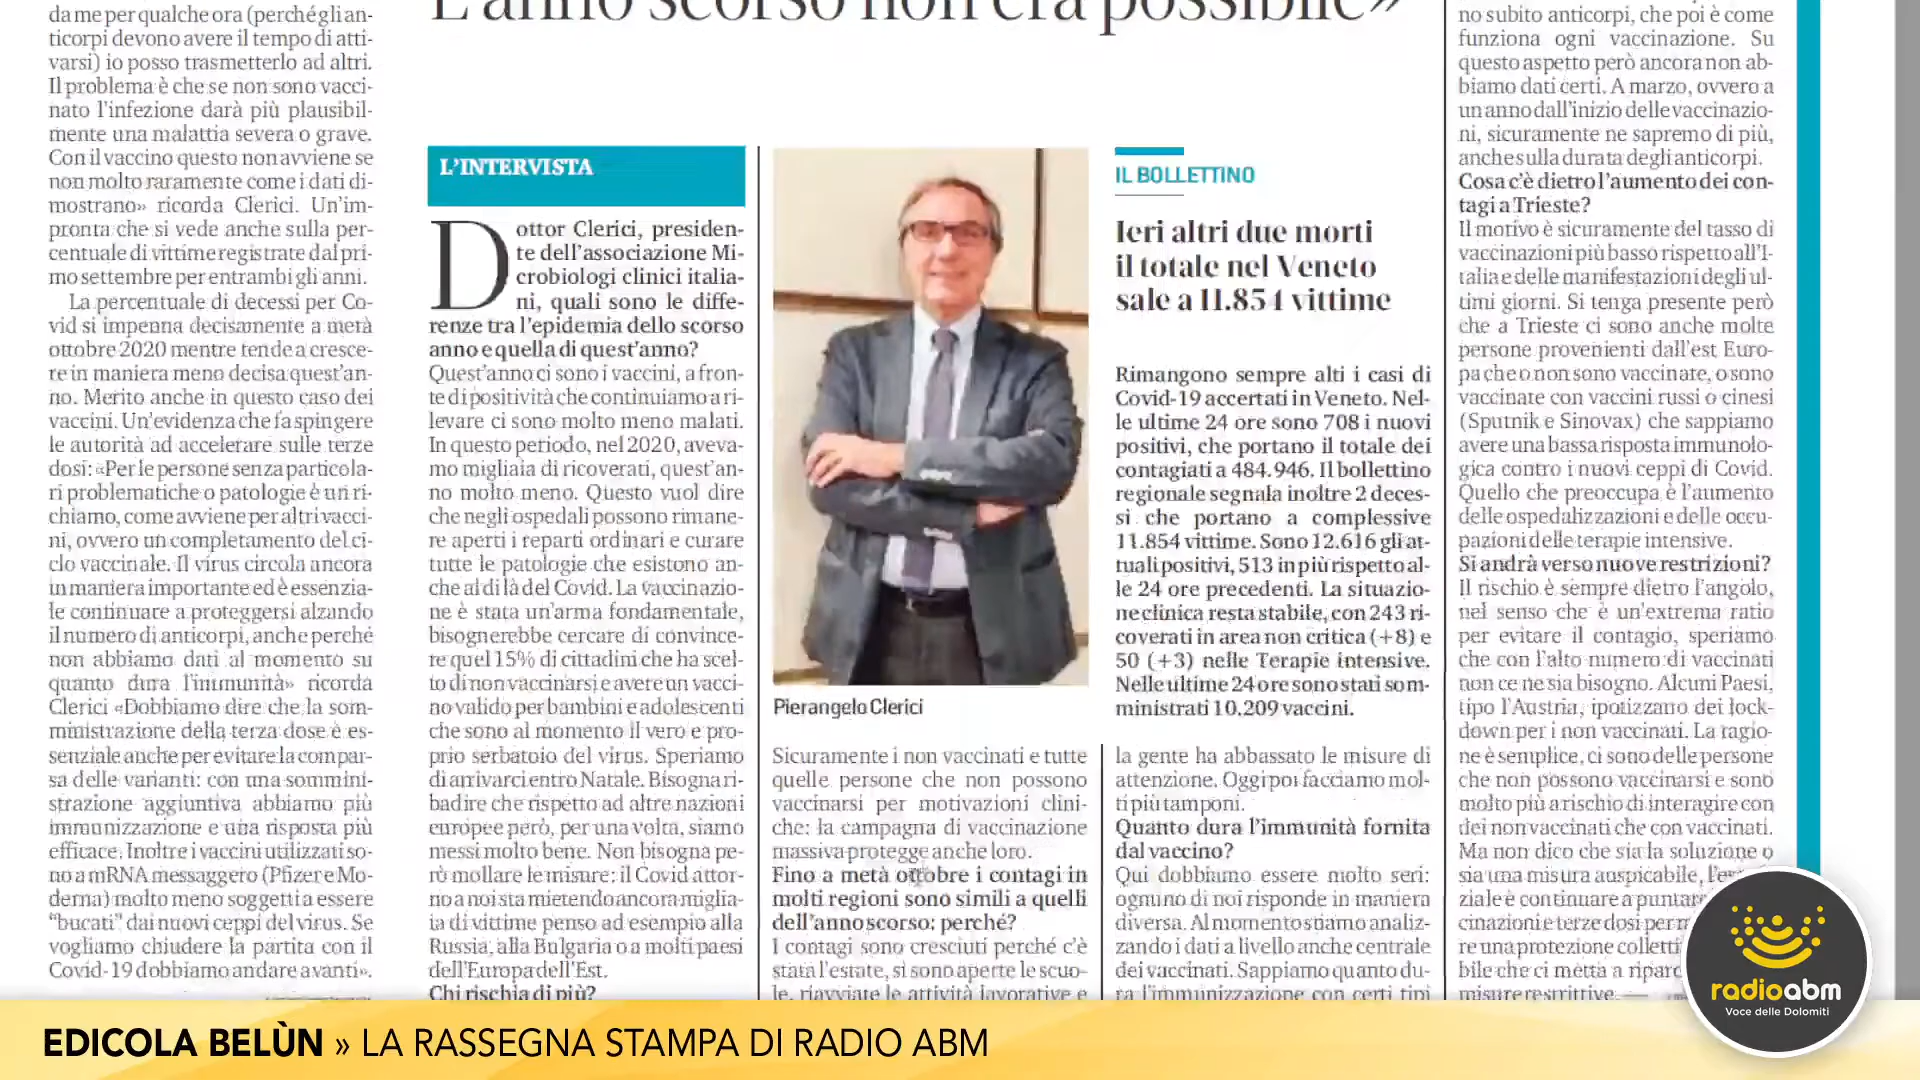 L'anno scorso non era possibile»
da me per qualche ora (perché gli an-
ticorpi devono avere il tempo di atti-
varsi) io posso trasmetterlo ad altri.
Il problema è che se non sono vacci-
nato l'infezione darà più plausibil-
mente una malattia severa o grave.
Con il vaccino questo non avviene se
non molto raramente come i dati di-
mostrano» ricorda Clerici. Un'im-
pronta che si vede anche sulla per-
centuale di vittime registrate dal pri-
mo settembre per entrambi gli anni.
La percentuale di decessi per Co-
vid si impenna decisamente a metà
ottobre 2020 mentre tende a cresce-
re in maniera meno decisa quest'an-
no. Merito anche in questo caso dei
vaccini. Un'evidenza che fa spingere
le autorità ad accelerare sulle terze
dosi: «Per le persone senza particola-
ri problematiche o patologie è un ri-
chiamo, come avviene per altri vacci-
ni, ovvero un completamento del ci-
clo vaccinale. Il virus circola ancora
in maniera importante ed è essenzia-
le continuare a proteggersi alzando
il numero di anticorpi, anche perché
non abbiamo dati al momento su
quanto dura l'immunità» ricorda
Clerici «Dobbiamo dire che la som-
ministrazione della terza dose è es-
senziale anche per evitare la compar-
sa delle varianti: con una sommini-
strazione aggiuntiva abbiamo più
immunizzazione e una risposta più
efficace. Inoltre i vaccini utilizzati so-
no a mRNA messaggero (Pfizer e Mo-
derna) molto meno soggetti a essere
"bucati" dai nuovi ceppi del virus. Se
vogliamo chiudere la partita con il
Covid-19 dobbiamo andare avanti».
L'INTERVISTA
Dottor Clerici, presiden-
te dell'associazione Mi-
crobiologi clinici italia-
ni, quali sono le diffe-
renze tra l'epidemia dello scorso
anno e quella di quest'anno?
Quest'anno ci sono i vaccini, a fron-
te di positività che continuiamo a ri-
levare ci sono molto meno malati.
In questo periodo, nel 2020, aveva-
mo migliaia di ricoverati, quest'an-
no molto meno. Questo vuol dire
che negli ospedali possono rimane-
re aperti i reparti ordinari e curare
tutte le patologie che esistono an-
che al di là del Covid. La vaccinazio-
ne è stata un'arma fondamentale,
bisognerebbe cercare di convince-
re quel 15% di cittadini che ha scel-
to di non vaccinarsi e avere un vacci-
no valido per bambini e adolescenti
che sono al momento il vero e pro-
prio serbatoio del virus. Speriamo
di arrivarci entro Natale. Bisogna ri-
badire che rispetto ad altre nazioni
europee però, per una volta, siamo
messi molto bene. Non bisogna pe-
rò mollare le misure: il Covid attor-
no a noi sta mietendo ancora miglia-
ia di vittime penso ad esempio alla
Russia, alla Bulgaria o a molti paesi
dell'Europa dell'Est.
Chi rischia di più?
Pierangelo Clerici
Sicuramente i non vaccinati e tutte
quelle persone che non possono
vaccinarsi per motivazioni clini-
che: la campagna di vaccinazione
massiva protegge anche loro.
Fino a metà ottobre i contagi in
molti regioni sono simili a quelli
dell'anno scorso: perché?
I contagi sono cresciuti perché c'è
stata l'estate, si sono aperte le scuo-
le, riavviate le attività lavorative e
IL BOLLETTINO
Ieri altri due morti
il totale nel Veneto
sale a 11.854 vittime
Rimangono sempre alti i casi di
Covid-19 accertati in Veneto. Nel-
le ultime 24 ore sono 708 i nuovi
positivi, che portano il totale dei
contagiati a 484.946. Il bollettino
regionale segnala inoltre 2 deces-
si che portano a complessive
11.854 vittime. Sono 12.616 gli at-
tuali positivi, 513 in più rispetto al-
le 24 ore precedenti. La situazio-
ne clinica resta stabile, con 243 ri-
coverati in area non critica (+8) e
50 (+3) nelle Terapie intensive.
Nelle ultime 24 ore sono stati som-
ministrati 10.209 vaccini.
la gente ha abbassato le misure di
attenzione. Oggi poi facciamo mol-
ti più tamponi.
Quanto dura l'immunità fornita
dal vaccino?
Qui dobbiamo essere molto seri:
ognuno di noi risponde in maniera
diversa. Al momento stiamo analiz-
zando i dati a livello anche centrale
dei vaccinati. Sappiamo quanto du-
ra l'immunizzazione con certi tipi
no subito anticorpi, che poi è come
funziona ogni vaccinazione. Su
questo aspetto però ancora non ab-
biamo dati certi. A marzo, ovvero a
un anno dall'inizio delle vaccinazio-
ni, sicuramente ne sapremo di più,
anche sulla durata degli anticorpi.
Cosa c'è dietro l'aumento dei con-
tagi a Trieste?
Il motivo è sicuramente del tasso di
vaccinazioni più basso rispetto all'I-
talia e delle manifestazioni degli ul-
timi giorni. Si tenga presente però
che a Trieste ci sono anche molte
persone provenienti dall'est Euro-
pa che o non sono vaccinate, o sono
vaccinate con vaccini russi o cinesi
(Sputnik e Sinovax) che sappiamo
avere una bassa risposta immunolo-
gica contro i nuovi ceppi di Covid.
Quello che preoccupa è l'aumento
delle ospedalizzazioni e delle occu-
pazioni delle terapie intensive.
Si andrà verso nuove restrizioni?
Il rischio è sempre dietro l'angolo,
nel senso che è un'extrema ratio
per evitare il contagio, speriamo
che con l'alto numero di vaccinati
non ce ne sia bisogno. Alcuni Paesi,
tipo l'Austria, ipotizzano dei lock-
down per i non vaccinati. La ragio-
ne è semplice, ci sono delle persone
che non possono vaccinarsi e sono
molto più a rischio di interagire con
dei non vaccinati che con vaccinati.
Ma non dico che sia la soluzione o
sia una misura auspicabile, l'es
ziale è continuare a puntar
cinazioni e terze dosi per
re una protezione colletti
bile che ci metta a riparo
misure restrittive.
radioabm
Voce delle Dolomiti
EDICOLA BELÙN » LA RASSEGNA STAMPA DI RADIO ABM